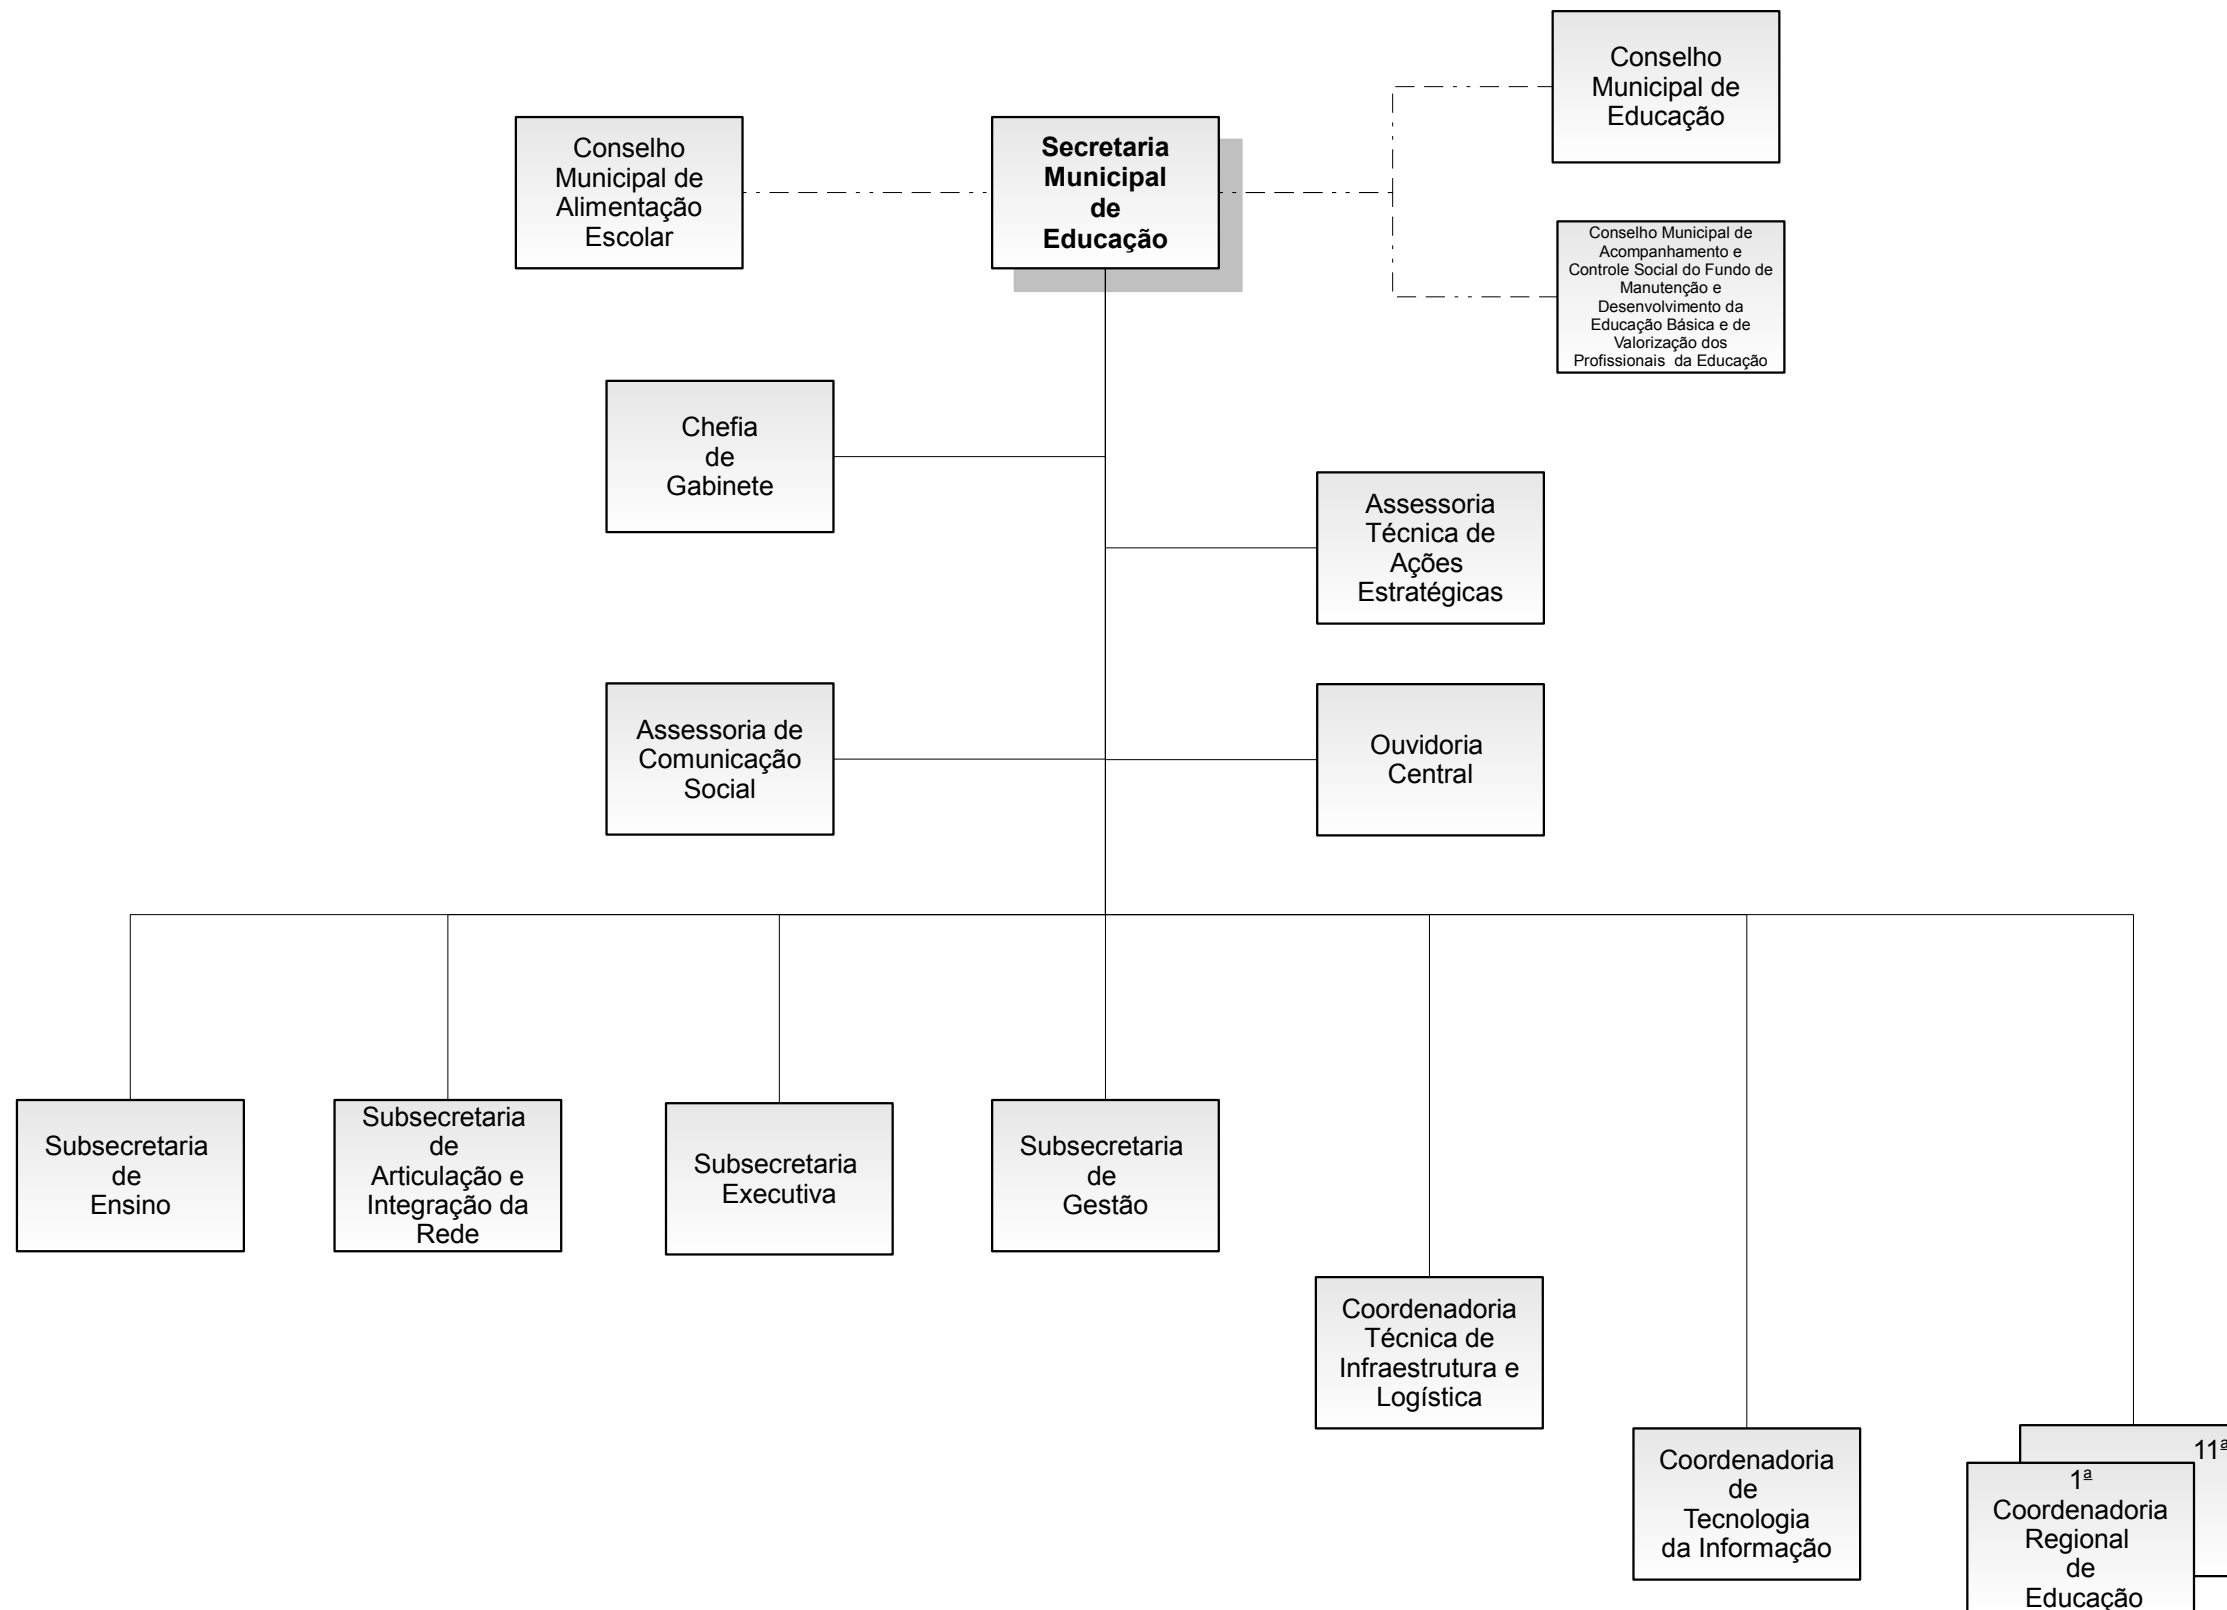 Conselho
Municipal de
Educação
Conselho
Municipal de
Alimentação
Escolar
Secretaria
Municipal
de
Educação
Conselho Municipal de
Acompanhamento e
Controle Social do Fundo de
Manutenção e
Desenvolvimento da
Educação Básica e de
Valorização dos
Profissionais da Educação
Chefia
de
Gabinete
Assessoria
Técnica de
Ações
Estratégicas
Assessoria de
Comunicação
Social
Ouvidoria
Central
Subsecretaria
de
Ensino
Subsecretaria
de
Articulação e
Integração da
Rede
Subsecretaria
Executiva
Subsecretaria
de
Gestão
Coordenadoria
Técnica de
Infraestrutura e
Logística
Coordenadoria
de
Tecnologia
da Informação
11ª
1ª
Coordenadoria
Regional
de
Educação